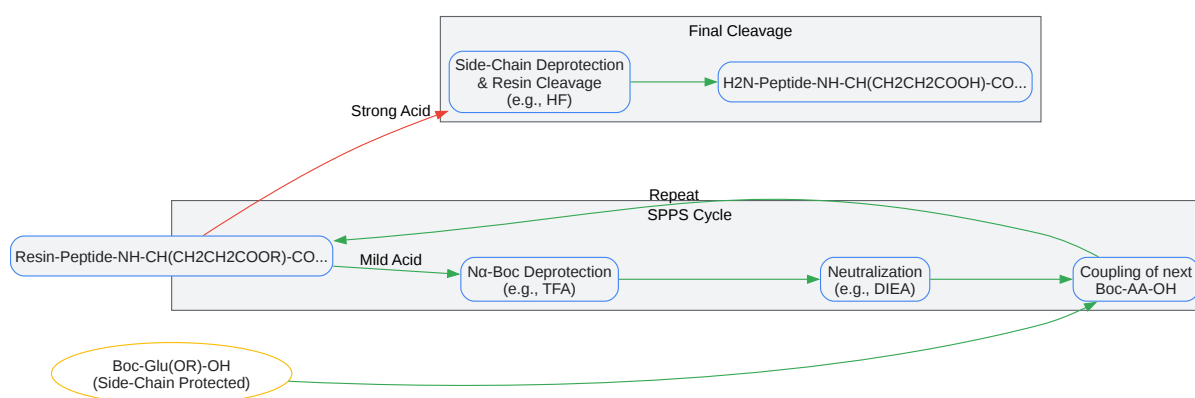 Final Cleavage
Side-Chain Deprotection
& Resin Cleavage
(e.g., HF)
H2N-Peptide-NH-CH(CH2CH2COOH)-CO...
Strong Acid
Repeat
SPPS Cycle
Resin-Peptide-NH-CH(CH2CH2COOR)-CO...
Mild Acid
Nα-Boc Deprotection
(e.g., TFA)
Neutralization
(e.g., DIEA)
Coupling of next
Boc-AA-OH
Boc-Glu(OR)-OH
(Side-Chain Protected)